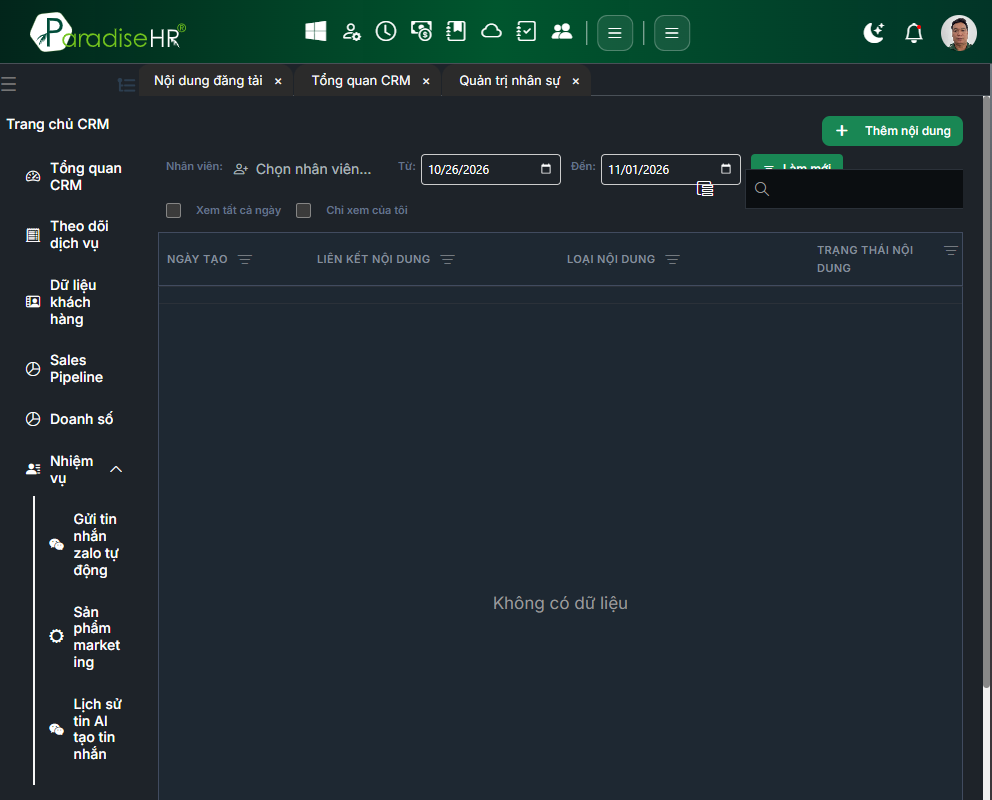 ParadiseHR®
Nội dung đăng tải ×
Tổng quan CRM ×
Quản trị nhân sự ×
Trang chủ CRM
+ Thêm nội dung
Tổng quan
CRM
Nhân viên: Chọn nhân viên... Từ: 10/26/2026 Đến: 11/01/2026 Làm mới
Xem tất cả ngày Chỉ xem của tôi
Theo dõi
dịch vụ
Dữ liệu
khách
hàng
Sales
Pipeline
Doanh số
Nhiệm
vụ
Gửi tin
nhắn
zalo tự
động
Sản
phẩm
market
ing
Lịch sử
tin AI
tạo tin
nhắn
NGÀY TẠO
LIÊN KẾT NỘI DUNG
LOẠI NỘI DUNG
TRẠNG THÁI NỘI
DUNG
Không có dữ liệu